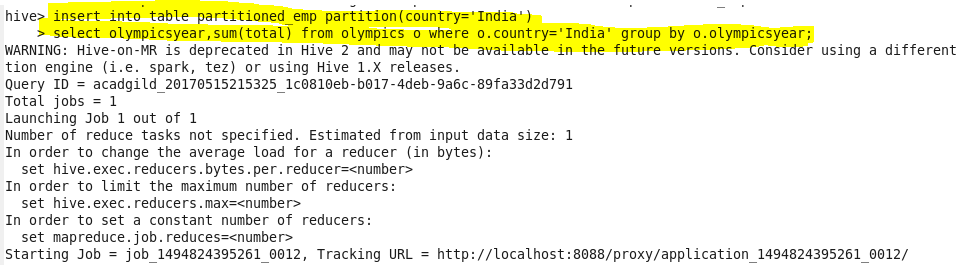 hive> insert into table partitioned_emp partition(country='India')
> select olympicsyear,sum(total) from olympics o where o.country='India' group by o.olympicsyear;
WARNING: Hive-on-MR is deprecated in Hive 2 and may not be available in the future versions. Consider using a different
tion engine (i.e. spark, tez) or using Hive 1.X releases.
Query ID = acadgild_20170515215325_1c0810eb-b017-4deb-9a6c-89fa33d2d791
Total jobs = 1
Launching Job 1 out of 1
Number of reduce tasks not specified. Estimated from input data size: 1
In order to change the average load for a reducer (in bytes):
set hive.exec.reducers.bytes.per.reducer=<number>
In order to limit the maximum number of reducers:
set hive.exec.reducers.max=<number>
In order to set a constant number of reducers:
set mapreduce.job.reduces=<number>
Starting Job = job_1494824395261_0012, Tracking URL = http://localhost:8088/proxy/application_1494824395261_0012/